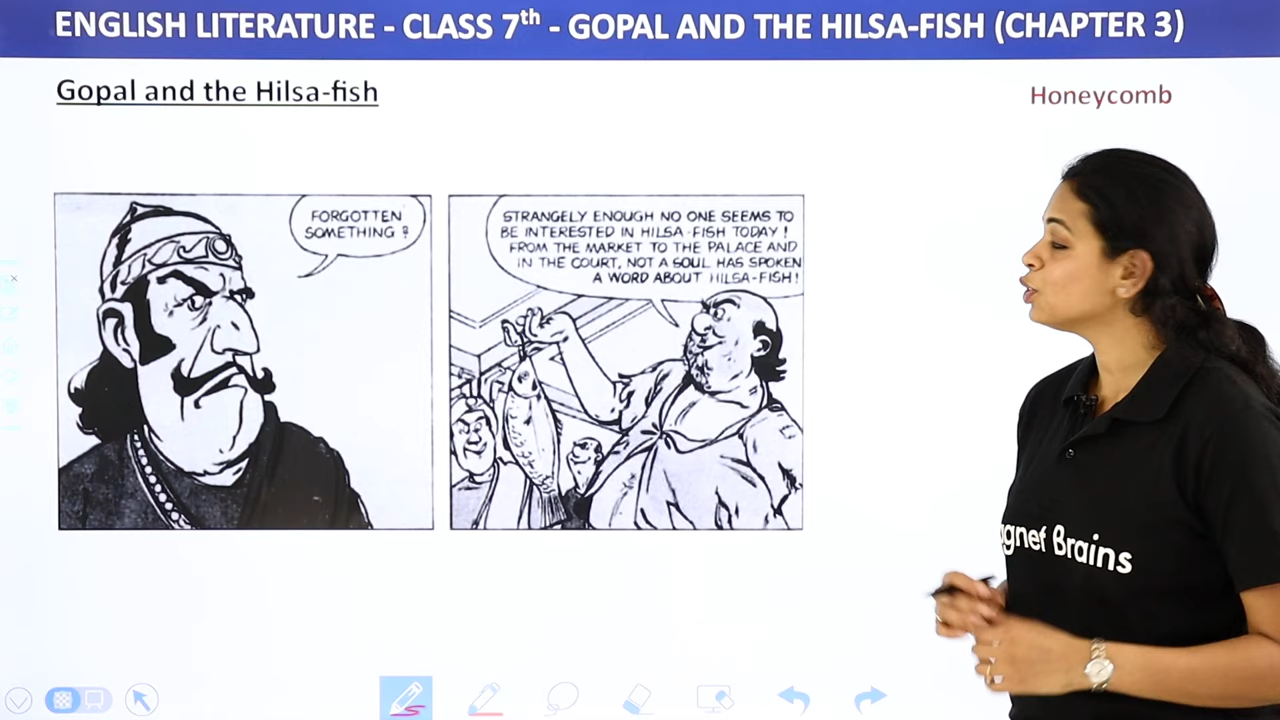 ENGLISH LITERATURE - CLASS 7th - GOPAL AND THE HILSA-FISH (CHAPTER 3)
Gopal and the Hilsa-fish
Honeycomb
FORGOTTEN
SOMETHING ?
STRANGELY ENOUGH NO ONE SEEMS TO
BE INTERESTED IN HILSA-FISH TODAY !
FROM THE MARKET TO THE PALACE AND
IN THE COURT, NOT A SOUL HAS SPOKEN
A WORD ABOUT HILSA-FISH!
agnet Brains